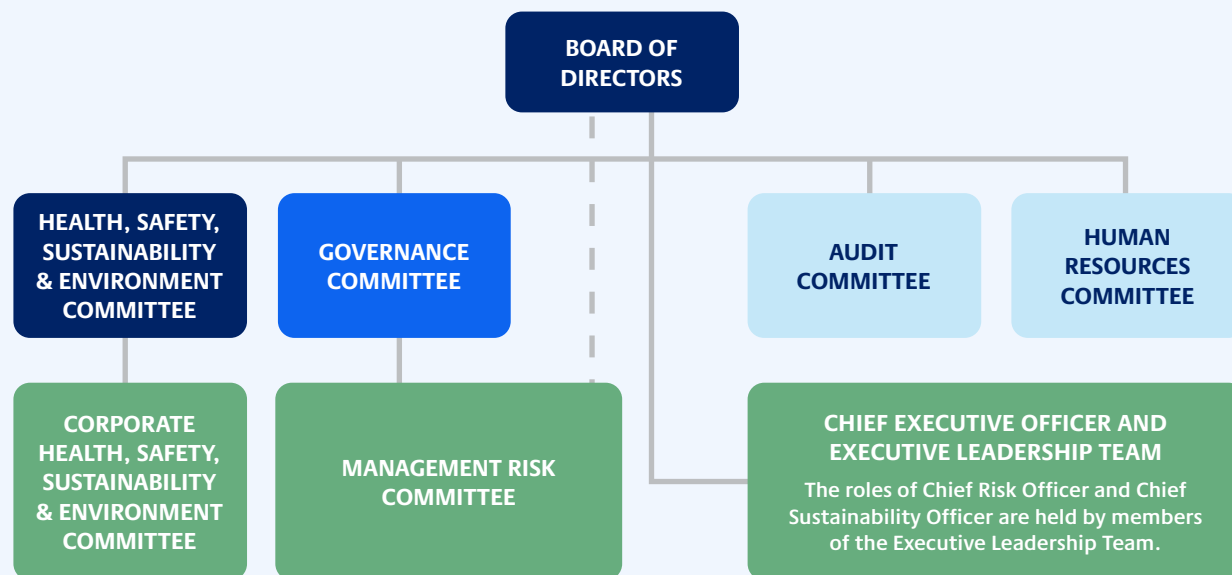 BOARD OF
DIRECTORS
HEALTH, SAFETY,
SUSTAINABILITY
& ENVIRONMENT
COMMITTEE
GOVERNANCE
COMMITTEE
AUDIT
COMMITTEE
HUMAN
RESOURCES
COMMITTEE
CORPORATE
HEALTH, SAFETY,
SUSTAINABILITY
& ENVIRONMENT
COMMITTEE
MANAGEMENT RISK
COMMITTEE
CHIEF EXECUTIVE OFFICER AND
EXECUTIVE LEADERSHIP TEAM
The roles of Chief Risk Officer and Chief
Sustainability Officer are held by members
of the Executive Leadership Team.